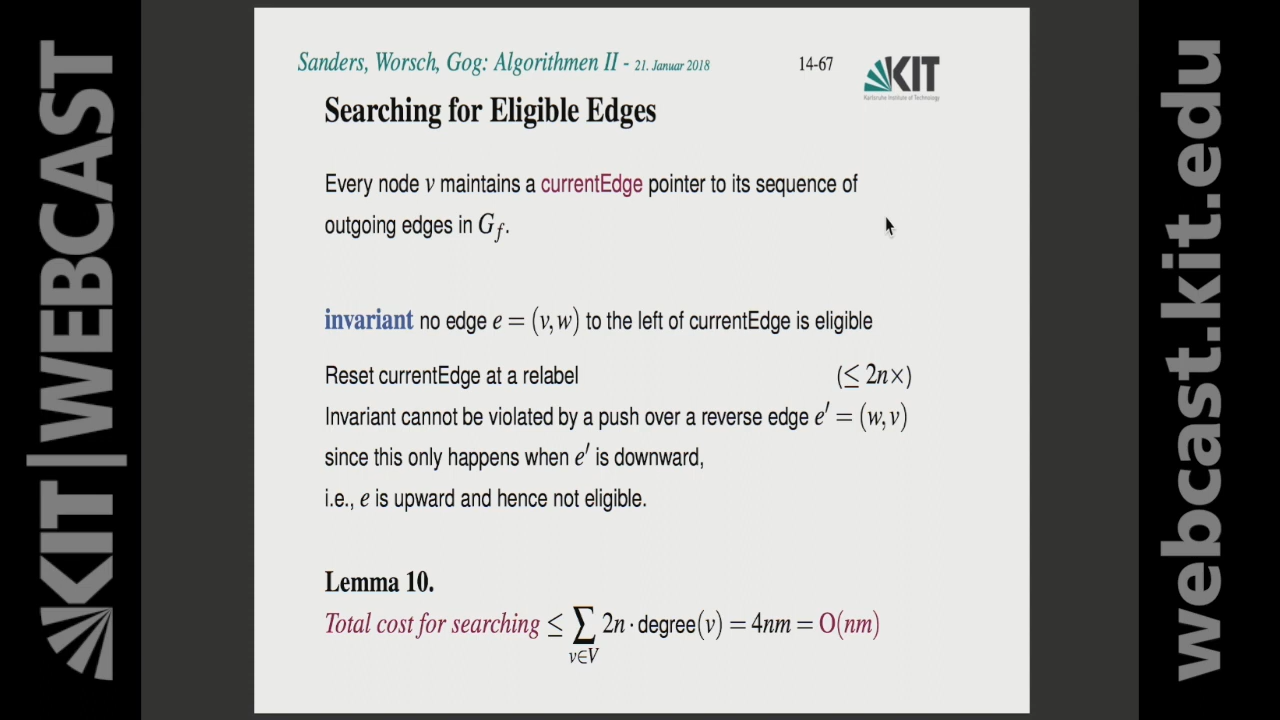 KIT|WEBCAST
Sanders, Worsch, Gog: Algorithmen II - 21. Januar 2018 14-67
KIT
Karlsruhe Institute of Technology
Searching for Eligible Edges
Every node v maintains a currentEdge pointer to its sequence of
outgoing edges in G_f.
invariant no edge e = (v, w) to the left of currentEdge is eligible
Reset currentEdge at a relabel (≤ 2n×)
Invariant cannot be violated by a push over a reverse edge e′ = (w, v)
since this only happens when e′ is downward,
i.e., e is upward and hence not eligible.
Lemma 10.
Total cost for searching ≤ ∑ 2n · degree(v) = 4nm = O(nm)
v∈V
webcast.kit.edu